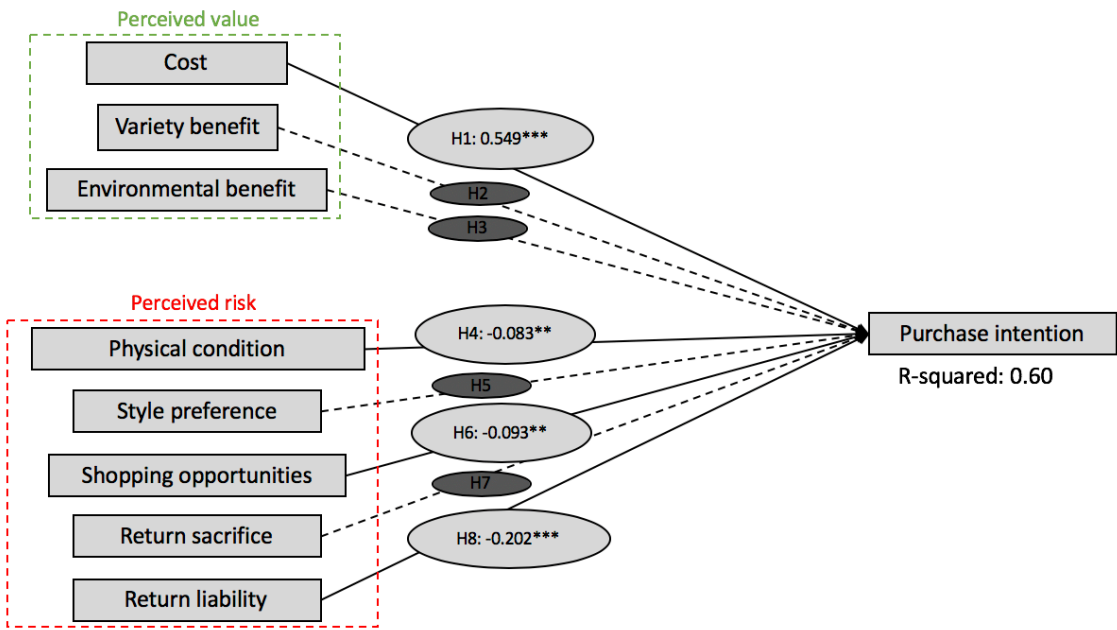 Perceived value
Cost
Variety benefit
Environmental benefit
H1: 0.549***
H2
H3
Perceived risk
Physical condition
Style preference
Shopping opportunities
Return sacrifice
Return liability
H4: -0.083**
H5
H6: -0.093**
H7
H8: -0.202***
Purchase intention
R-squared: 0.60